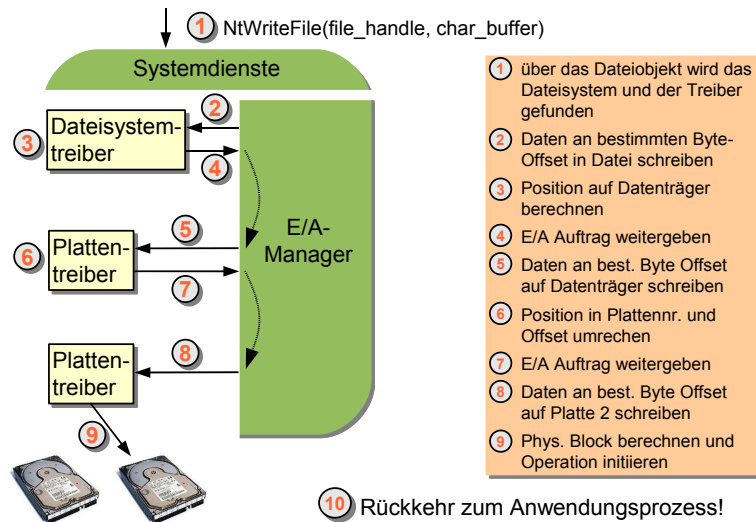 1 NtWriteFile(file_handle, char_buffer)
Systemdienste
2
3 Dateisystem-
treiber
4
E/A-
Manager
5
6 Platten-
treiber
7
8
Platten-
treiber
9
1 über das Dateiobjekt wird das
Dateisystem und der Treiber
gefunden
2 Daten an bestimmten Byte-
Offset in Datei schreiben
3 Position auf Datenträger
berechnen
4 E/A Auftrag weitergeben
5 Daten an best. Byte Offset
auf Datenträger schreiben
6 Position in Plattennr. und
Offset umrechen
7 E/A Auftrag weitergeben
8 Daten an best. Byte Offset
auf Platte 2 schreiben
9 Phys. Block berechnen und
Operation initiieren
10 Rückkehr zum Anwendungsprozess!